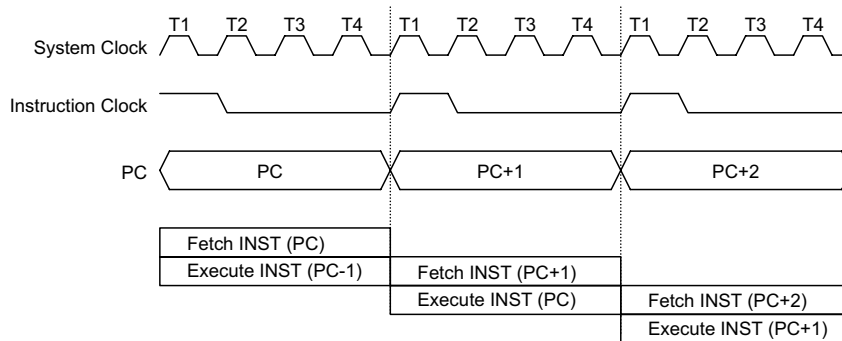 T1 T2 T3 T4 T1 T2 T3 T4 T1 T2 T3 T4
System Clock
Instruction Clock
PC PC PC+1 PC+2
Fetch INST (PC)
Execute INST (PC-1) Fetch INST (PC+1)
Execute INST (PC) Fetch INST (PC+2)
Execute INST (PC+1)